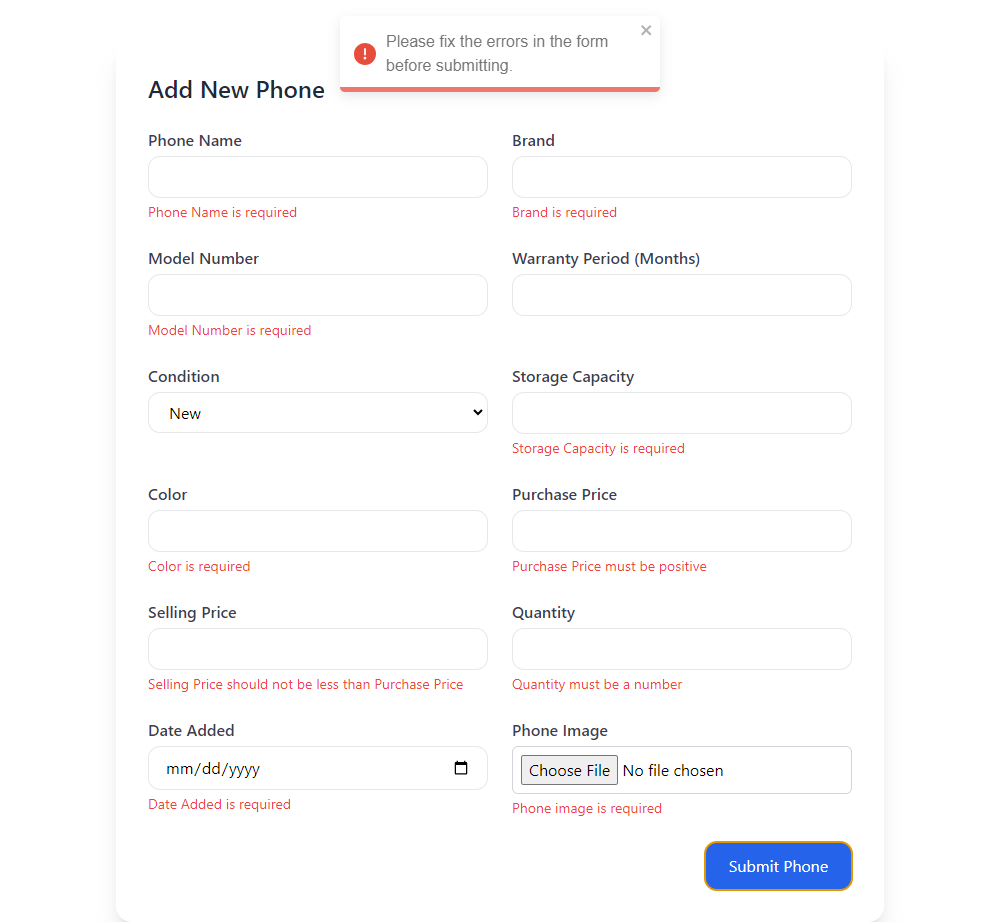 Please fix the errors in the form
before submitting.
Add New Phone
Phone Name
Brand
Phone Name is required
Brand is required
Model Number
Warranty Period (Months)
Model Number is required
Condition
Storage Capacity
New
Storage Capacity is required
Color
Purchase Price
Color is required
Purchase Price must be positive
Selling Price
Quantity
Selling Price should not be less than Purchase Price
Quantity must be a number
Date Added
Phone Image
mm/dd/yyyy
Choose File No file chosen
Date Added is required
Phone image is required
Submit Phone